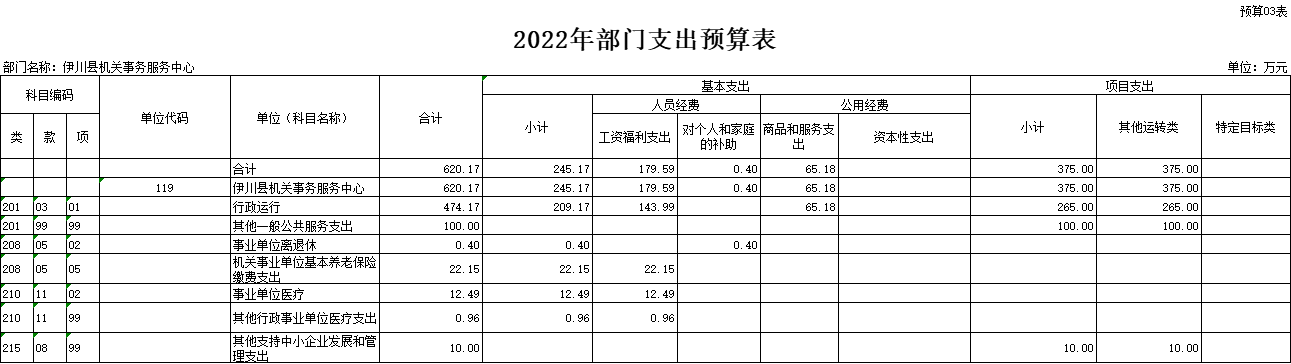 预算03表
2022年部门支出预算表
部门名称：伊川县机关事务服务中心 单位：万元
科目编码 单位代码 单位（科目名称） 合计 基本支出 项目支出
小计 人员经费 公用经费 小计 其他运转类 特定目标类
类 款 项 工资福利支出 对个人和家庭的补助 商品和服务支出 资本性支出
合计 620.17 245.17 179.59 0.40 65.18 375.00 375.00
119 伊川县机关事务服务中心 620.17 245.17 179.59 0.40 65.18 375.00 375.00
201 03 01 行政运行 474.17 209.17 143.99 65.18 265.00 265.00
201 99 99 其他一般公共服务支出 100.00 100.00 100.00
208 05 02 事业单位离退休 0.40 0.40 0.40
208 05 05 机关事业单位基本养老保险缴费支出 22.15 22.15 22.15
210 11 02 事业单位医疗 12.49 12.49 12.49
210 11 99 其他行政事业单位医疗支出 0.96 0.96 0.96
215 08 99 其他支持中小企业发展和管理支出 10.00 10.00 10.00